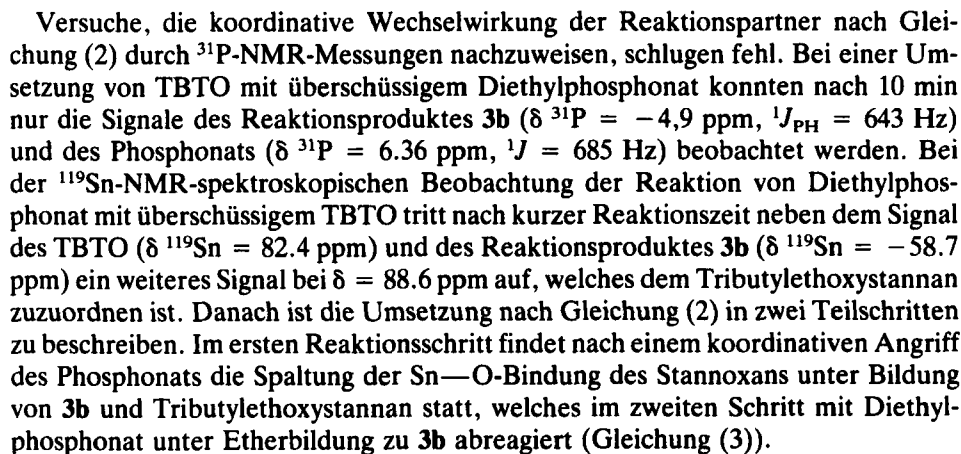 Versuche, die koordinative Wechselwirkung der Reaktionspartner nach Glei-
chung (2) durch ³¹P-NMR-Messungen nachzuweisen, schlugen fehl. Bei einer Um-
setzung von TBTO mit überschüssigem Diethylphosphonat konnten nach 10 min
nur die Signale des Reaktionsproduktes 3b (δ ³¹P = −4,9 ppm, ¹J_PH = 643 Hz)
und des Phosphonats (δ ³¹P = 6.36 ppm, ¹J = 685 Hz) beobachtet werden. Bei
der ¹¹⁹Sn-NMR-spektroskopischen Beobachtung der Reaktion von Diethylphos-
phonat mit überschüssigem TBTO tritt nach kurzer Reaktionszeit neben dem Signal
des TBTO (δ ¹¹⁹Sn = 82.4 ppm) und des Reaktionsproduktes 3b (δ ¹¹⁹Sn = −58.7
ppm) ein weiteres Signal bei δ = 88.6 ppm auf, welches dem Tributylethoxystannan
zuzuordnen ist. Danach ist die Umsetzung nach Gleichung (2) in zwei Teilschritten
zu beschreiben. Im ersten Reaktionsschritt findet nach einem koordinativen Angriff
des Phosphonats die Spaltung der Sn—O-Bindung des Stannoxans unter Bildung
von 3b und Tributylethoxystannan statt, welches im zweiten Schritt mit Diethyl-
phosphonat unter Etherbildung zu 3b abreagiert (Gleichung (3)).